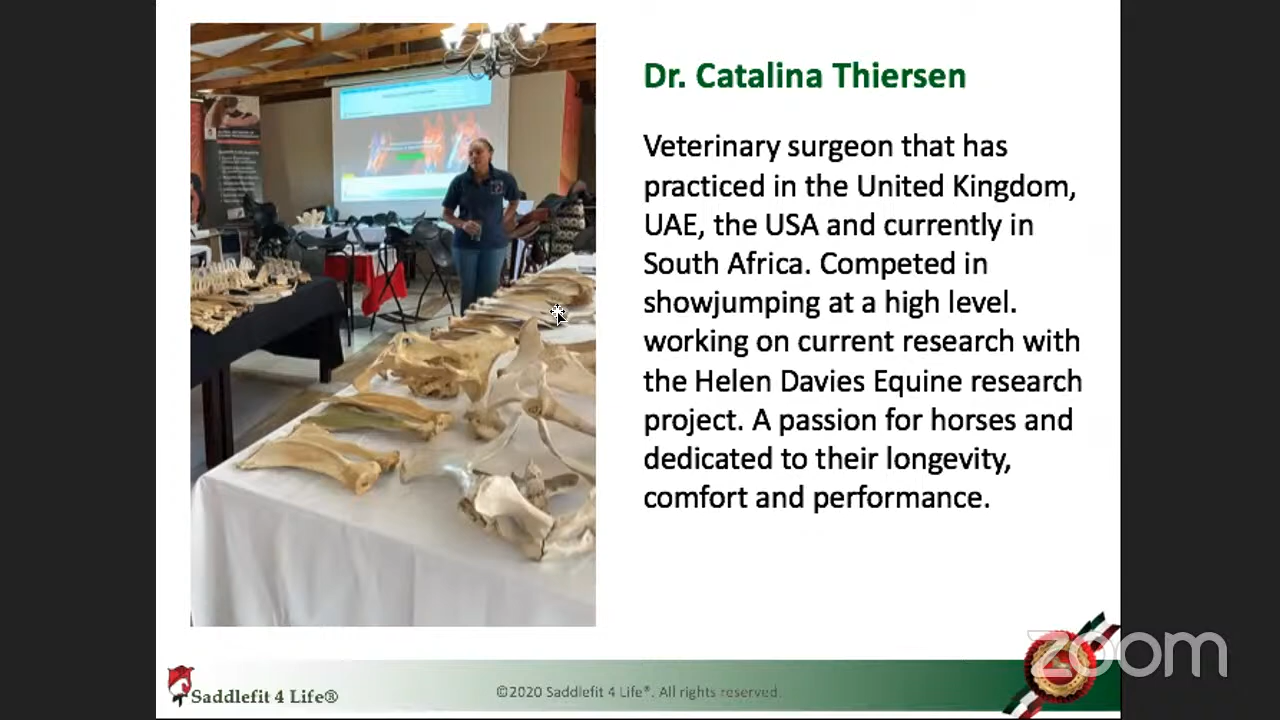 Dr. Catalina Thiersen
Veterinary surgeon that has
practiced in the United Kingdom,
UAE, the USA and currently in
South Africa. Competed in
showjumping at a high level.
working on current research with
the Helen Davies Equine research
project. A passion for horses and
dedicated to their longevity,
comfort and performance.
zoom
Saddlefit 4 Life®
©2020 Saddlefit 4 Life®. All rights reserved.